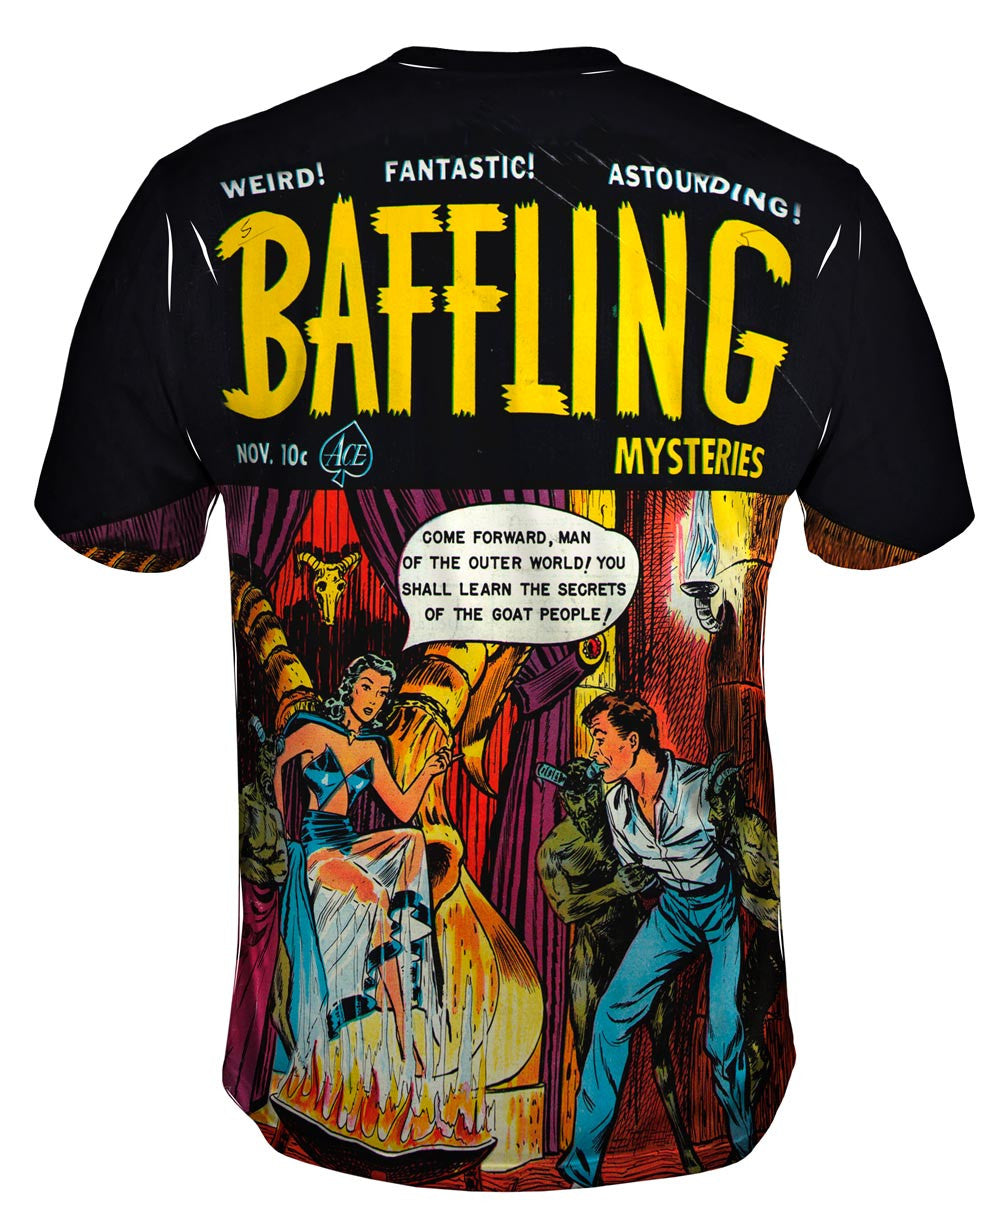 WEIRD! FANTASTIC! ASTOUNDING!
BAFFLING
NOV. 10c ACE MYSTERIES
COME FORWARD, MAN
OF THE OUTER WORLD! YOU
SHALL LEARN THE SECRETS
OF THE GOAT PEOPLE!